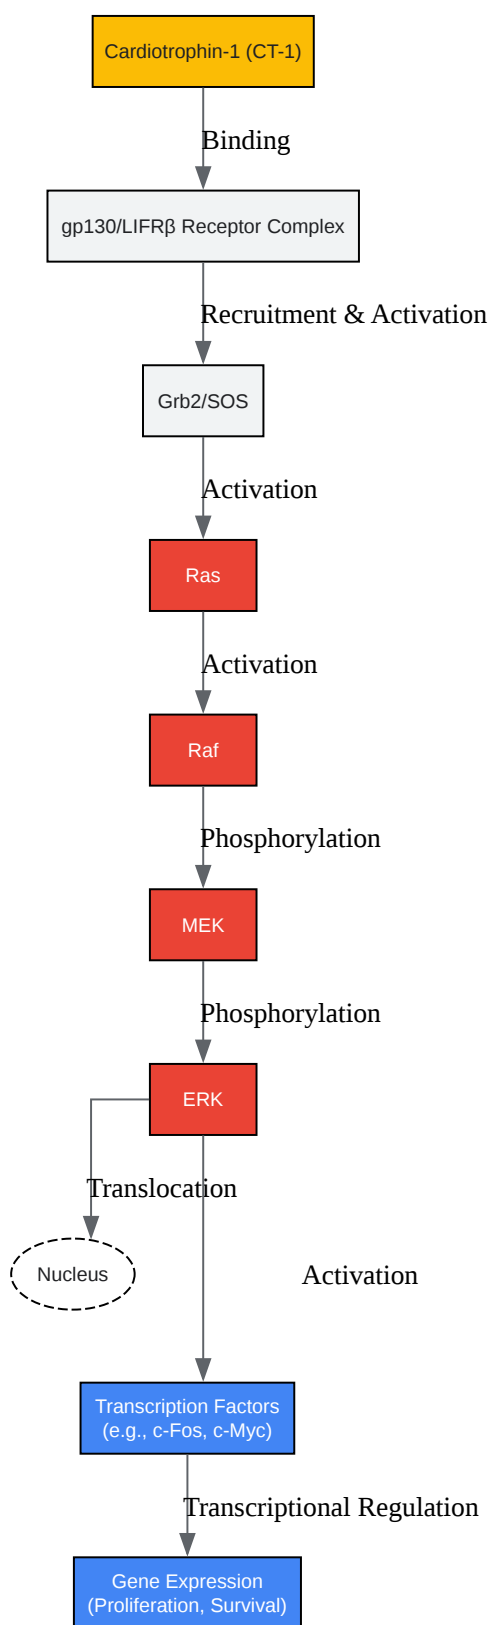 Cardiotrophin-1 (CT-1)
Binding
gp130/LIFRβ Receptor Complex
Recruitment & Activation
Grb2/SOS
Activation
Ras
Activation
Raf
Phosphorylation
MEK
Phosphorylation
ERK
Translocation
Nucleus
Activation
Transcription Factors
(e.g., c-Fos, c-Myc)
Transcriptional Regulation
Gene Expression
(Proliferation, Survival)